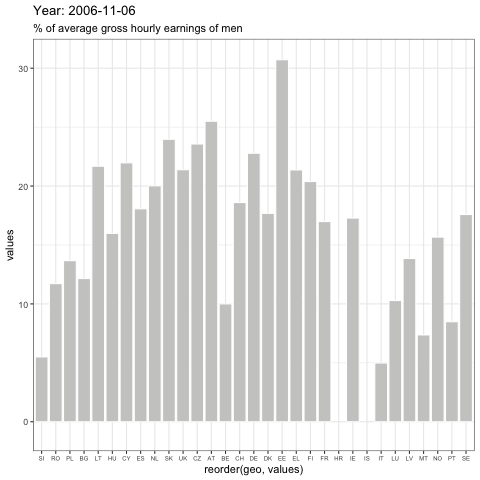 Year: 2006-11-06
% of average gross hourly earnings of men
values
30
20
10
0
SI RO PL BG LT HU CY ES NL SK UK CZ AT BE CH DE DK EE EL FI FR HR IE IS IT LU LV MT NO PT SE
reorder(geo, values)